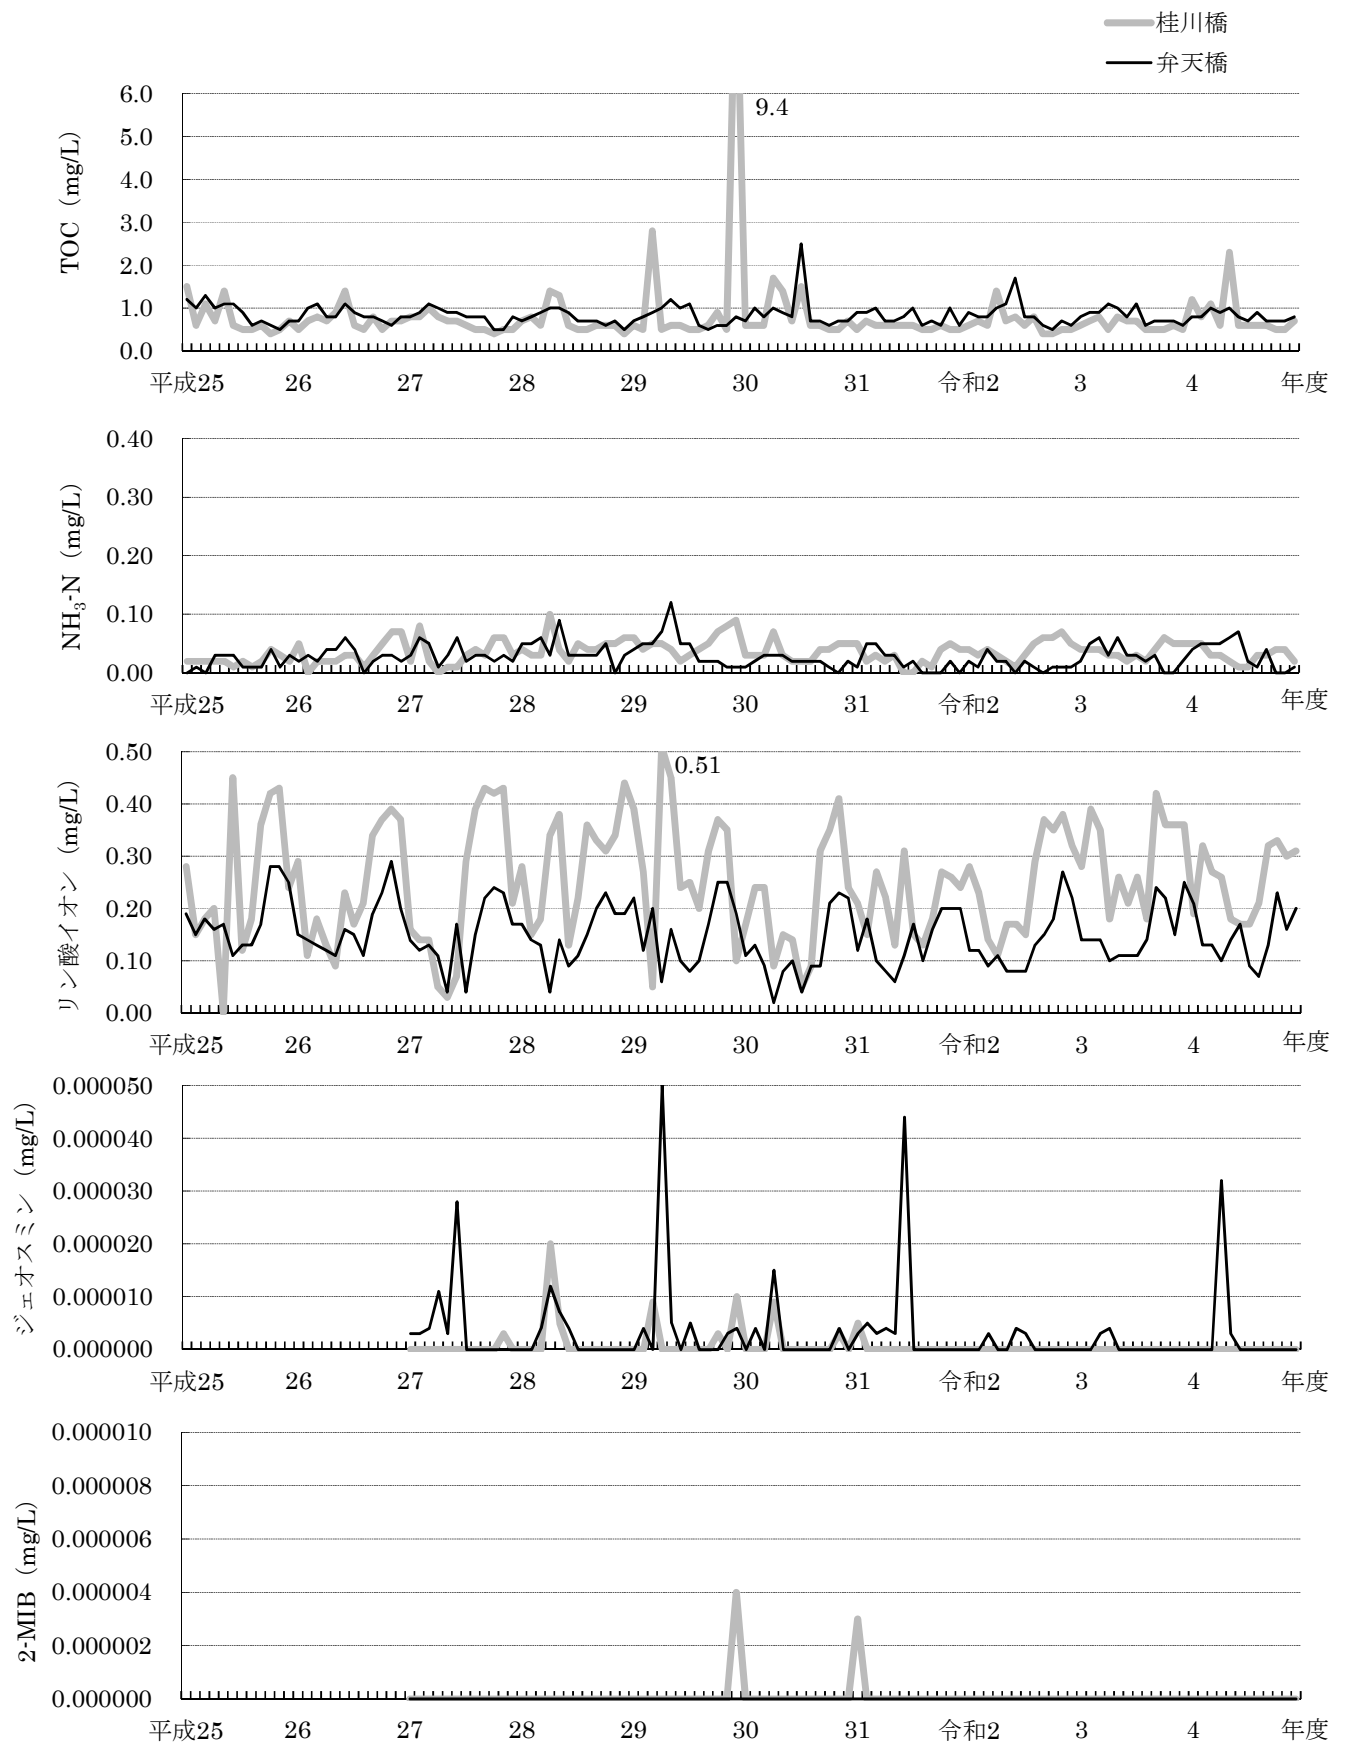 桂川橋
弁天橋
TOC（mg/L）
6.0
9.4
5.0
4.0
3.0
2.0
1.0
0.0
平成25 26 27 28 29 30 31 令和2 3 4 年度
NH₃-N（mg/L）
0.40
0.30
0.20
0.10
0.00
平成25 26 27 28 29 30 31 令和2 3 4 年度
リン酸イオン（mg/L）
0.50
0.51
0.40
0.30
0.20
0.10
0.00
平成25 26 27 28 29 30 31 令和2 3 4 年度
ジェオスミン（mg/L）
0.000050
0.000040
0.000030
0.000020
0.000010
0.000000
平成25 26 27 28 29 30 31 令和2 3 4 年度
2-MIB（mg/L）
0.000010
0.000008
0.000006
0.000004
0.000002
0.000000
平成25 26 27 28 29 30 31 令和2 3 4 年度